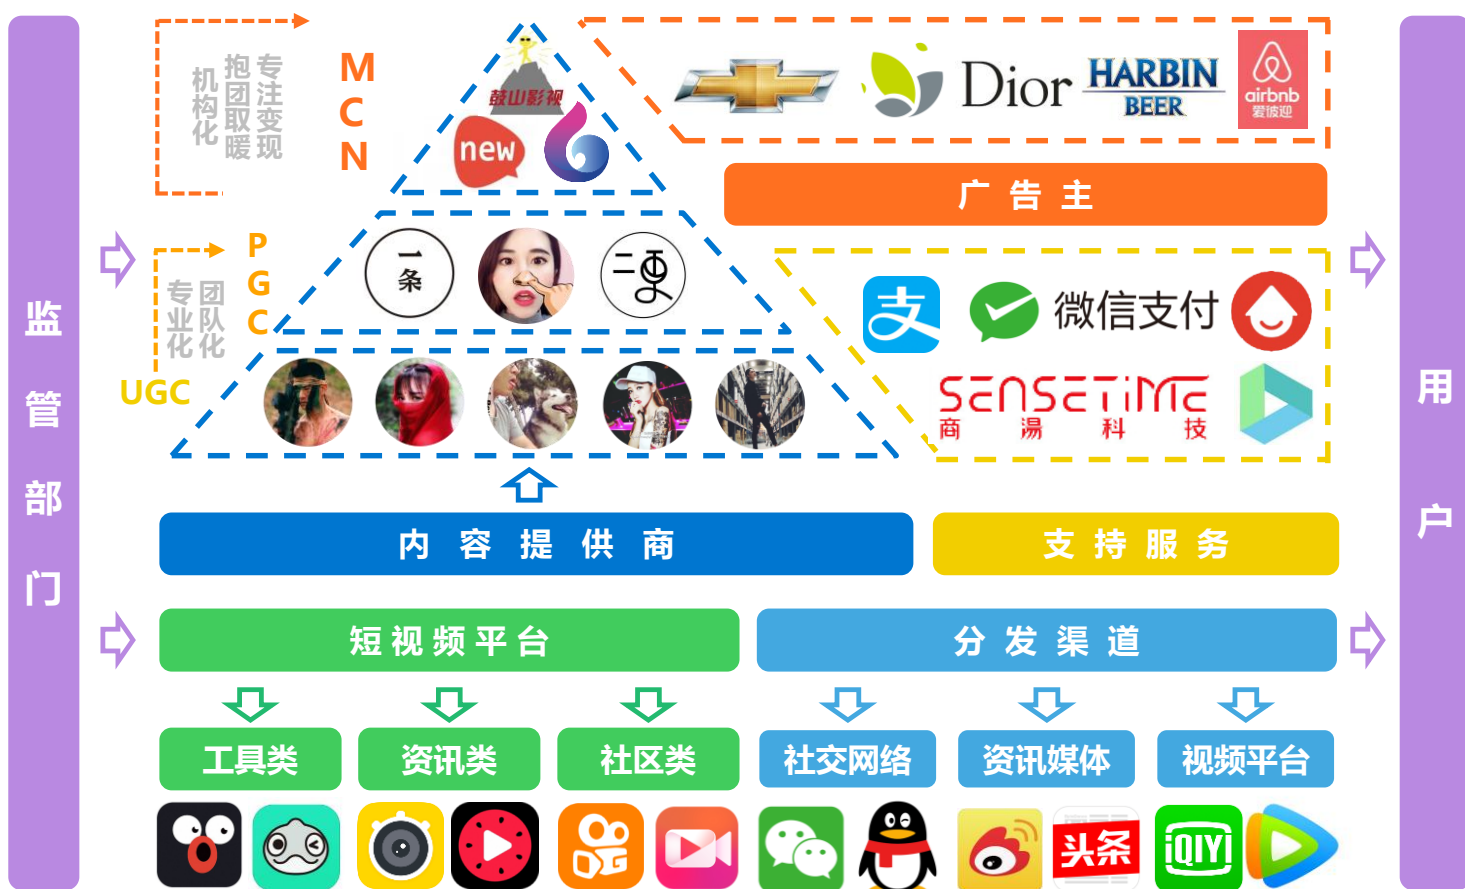 监管部门
机构化
抱团取暖
专注变现
MCN
鼓山影视
new
Dior
HARBIN
BEER
airbnb
爱彼迎
广告主
专业化
团队化
PGC
一条
二更
UGC
支
微信支付
SENSETIME
商湯科技
内容提供商
支持服务
短视频平台
分发渠道
工具类
资讯类
社区类
社交网络
资讯媒体
视频平台
头条
iQIYI
用户